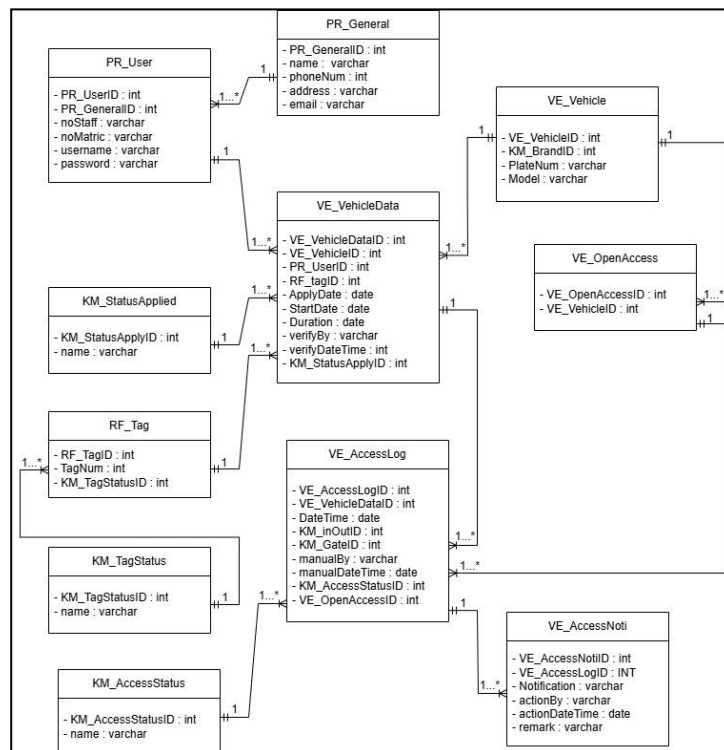 PR_General
- PR_GeneralID : int
- name : varchar
- phoneNum : int
- address : varchar
- email : varchar
PR_User
- PR_UserID : int
- PR_GeneralID : int
- noStaff : varchar
- noMatric : varchar
- username : varchar
- password : varchar
1
1...*
1
VE_Vehicle
- VE_VehicleID : int
- KM_BrandID : int
- PlateNum : varchar
- Model : varchar
1
1
VE_VehicleData
- VE_VehicleDataID : int
- VE_VehicleID : int
- PR_UserID : int
- RF_tagID : int
- ApplyDate : date
- StartDate : date
- Duration : date
- verifyBy : varchar
- verifyDateTime : int
- KM_StatusApplyID : int
1...*
1...*
1...*
1...*
1
VE_OpenAccess
- VE_OpenAccessID : int
- VE_VehicleID : int
1...*
1
KM_StatusApplied
- KM_StatusApplyID : int
- name : varchar
1
RF_Tag
- RF_TagID : int
- TagNum : int
- KM_TagStatusID : int
1...*
1
VE_AccessLog
- VE_AccessLogID : int
- VE_VehicleDataID : int
- DateTime : date
- KM_inOutID : int
- KM_GateID : int
- manualBy : varchar
- manualDateTime : date
- KM_AccessStatusID : int
- VE_OpenAccessID : int
1...*
1...*
1...*
1
KM_TagStatus
- KM_TagStatusID : int
- name : varchar
1
VE_AccessNoti
- VE_AccessNotiID : int
- VE_AccessLogID : INT
- Notification : varchar
- actionBy : varchar
- actionDateTime : date
- remark : varchar
1...*
KM_AccessStatus
- KM_AccessStatusID : int
- name : varchar
1